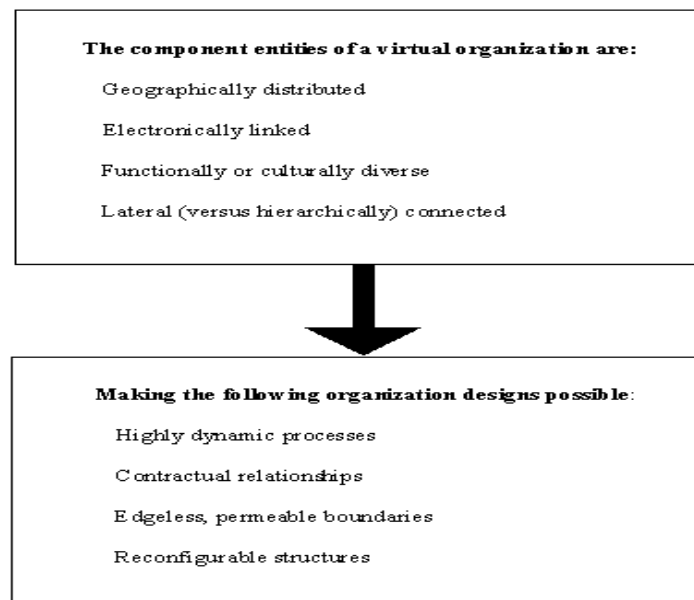 The component entities of a virtual organization are:
Geographically distributed
Electronically linked
Functionally or culturally diverse
Lateral (versus hierarchically) connected
Making the following organization designs possible:
Highly dynamic processes
Contractual relationships
Edgeless, permeable boundaries
Reconfigurable structures